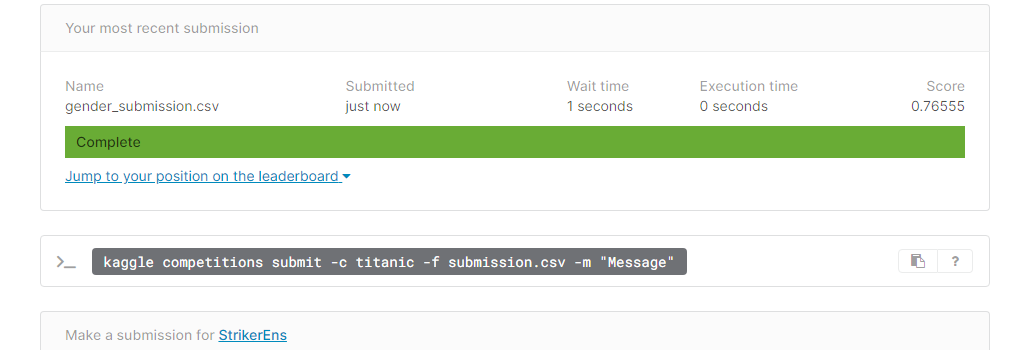 Your most recent submission
Name Submitted Wait time Execution time Score
gender_submission.csv just now 1 seconds 0 seconds 0.76555
Complete
Jump to your position on the leaderboard
kaggle competitions submit -c titanic -f submission.csv -m "Message"
?
Make a submission for StrikerEns